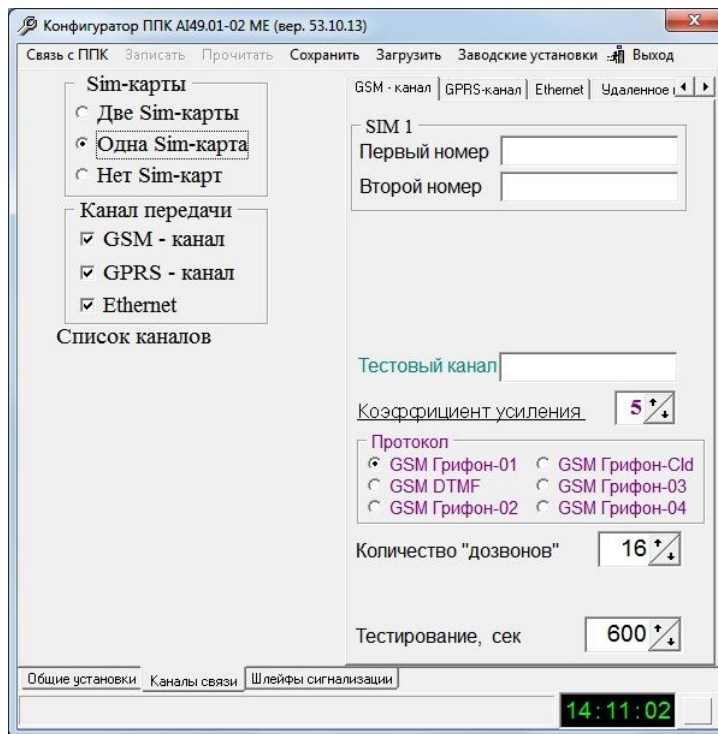 Конфигуратор ППК AI49.01-02 ME (вер. 53.10.13)
Связь с ППК Записать Прочитать Сохранить Загрузить Заводские установки Выход
Sim-карты
Две Sim-карты
Одна Sim-карта
Нет Sim-карт
Канал передачи
GSM - канал
GPRS - канал
Ethernet
Список каналов
GSM - канал GPRS-канал Ethernet Удаленное
SIM 1
Первый номер
Второй номер
Тестовый канал
Коэффициент усиления 5
Протокол
GSM Грифон-01 GSM Грифон-Cld
GSM DTMF GSM Грифон-03
GSM Грифон-02 GSM Грифон-04
Количество "дозвонов" 16
Тестирование, сек 600
Общие установки Каналы связи Шлейфы сигнализации
14:11:02